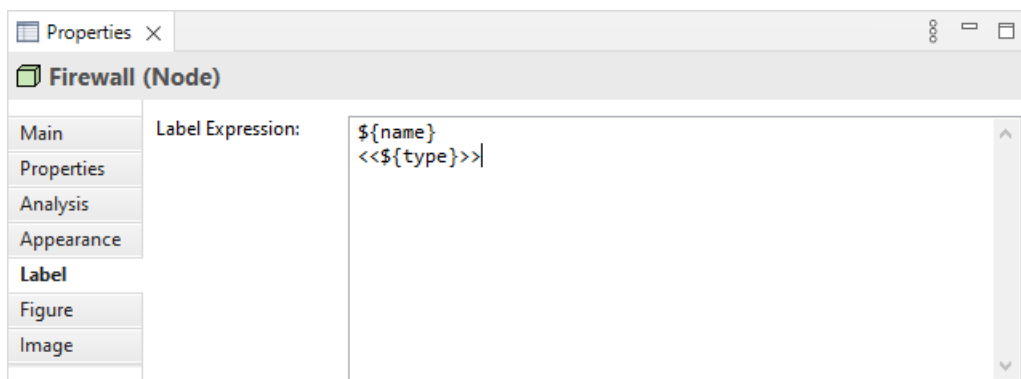 Properties
Firewall (Node)
Main
Properties
Analysis
Appearance
Label
Figure
Image
Label Expression:
${name}
<<${type}>>